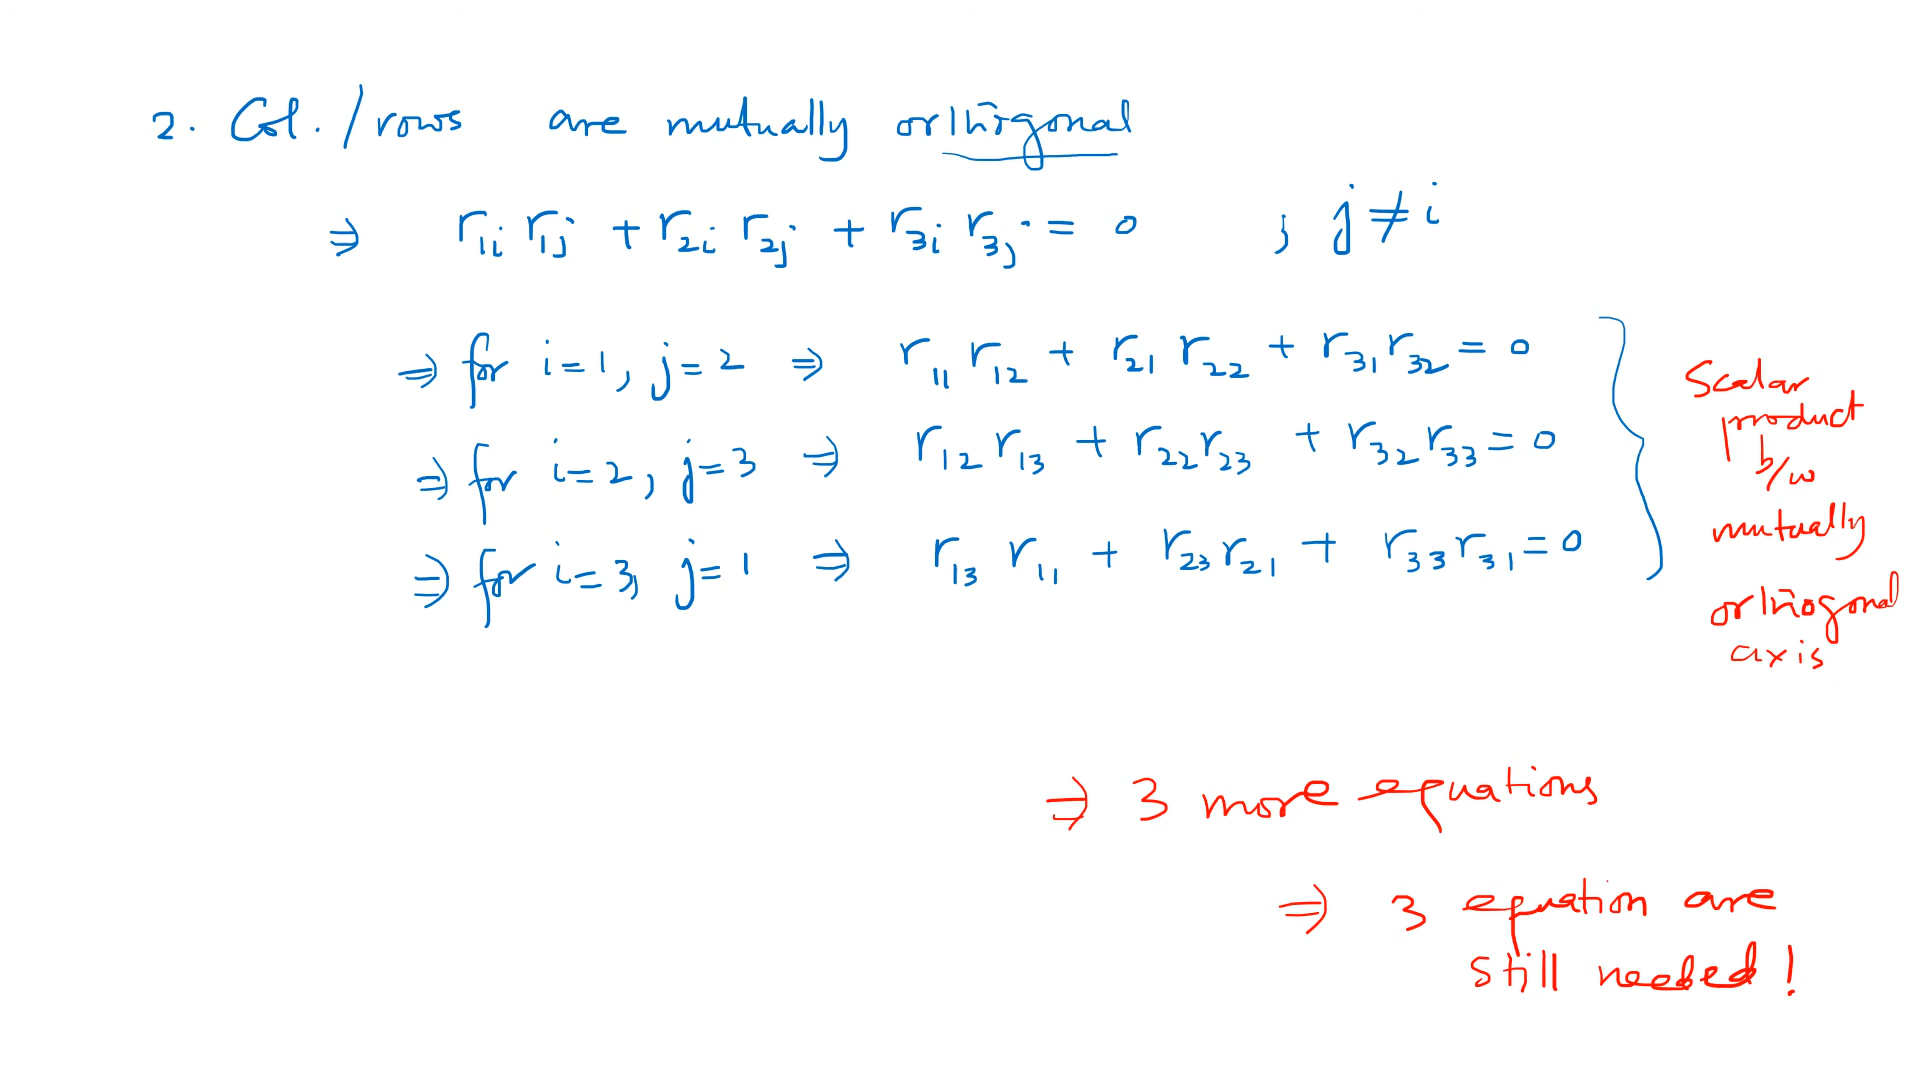 2. Col. / rows are mutually orthogonal
⇒ r₁ᵢ r₁ⱼ + r₂ᵢ r₂ⱼ + r₃ᵢ r₃ⱼ = 0 ; j ≠ i
⇒ for i=1, j=2 ⇒ r₁₁ r₁₂ + r₂₁ r₂₂ + r₃₁ r₃₂ = 0
⇒ for i=2, j=3 ⇒ r₁₂ r₁₃ + r₂₂ r₂₃ + r₃₂ r₃₃ = 0
⇒ for i=3, j=1 ⇒ r₁₃ r₁₁ + r₂₃ r₂₁ + r₃₃ r₃₁ = 0
Scalar
product
b/w
mutually
orthogonal
axis
⇒ 3 more equations
⇒ 3 equation are
still needed!